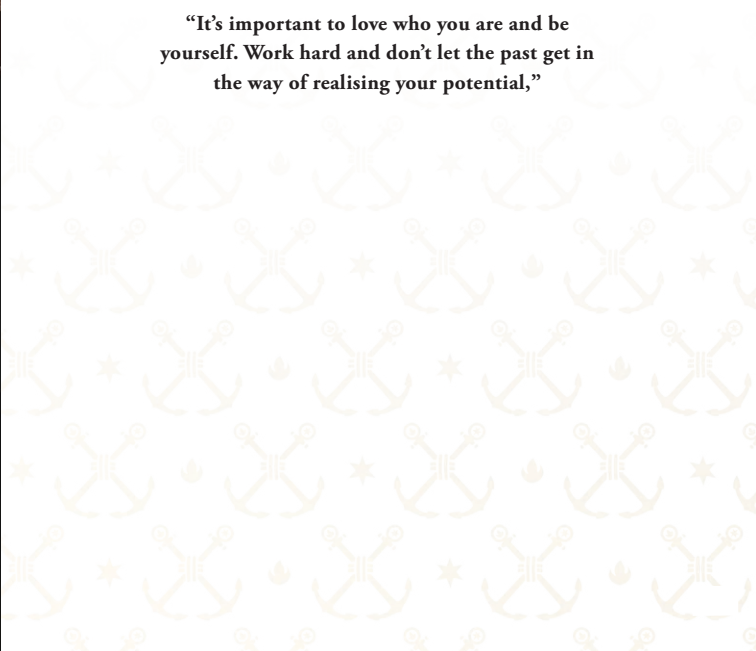 “It’s important to love who you are and be
yourself. Work hard and don’t let the past get in
the way of realising your potential,”